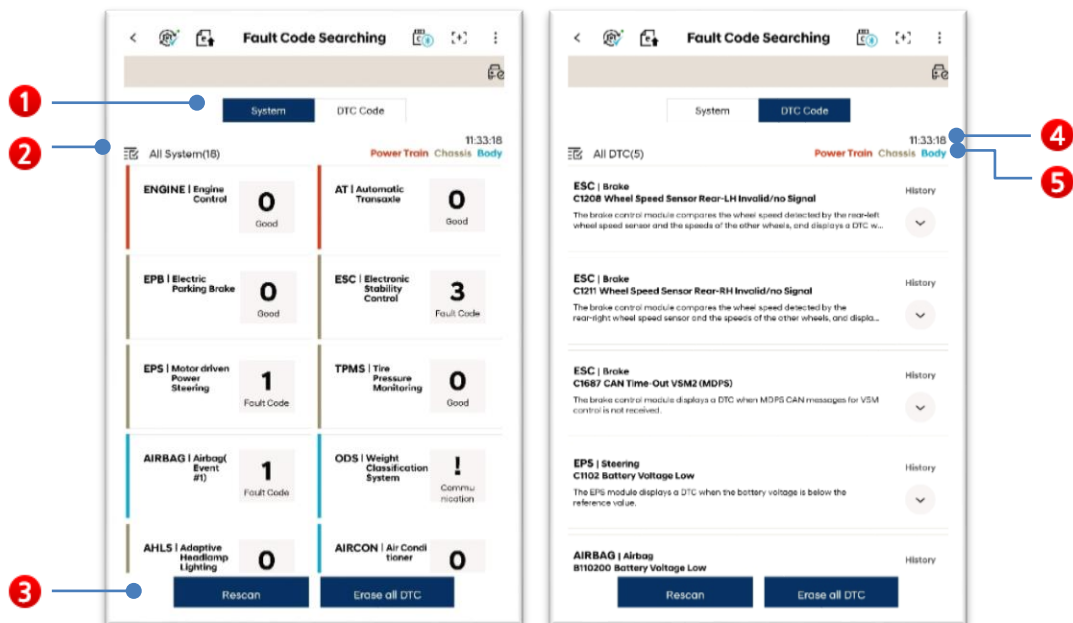 Fault Code Searching
1
System
DTC Code
2
11:33:18
All System(18)
Power Train Chassis Body
ENGINE | Engine Control
0
Good
AT | Automatic Transaxle
0
Good
EPB | Electric Parking Brake
0
Good
ESC | Electronic Stability Control
3
Fault Code
EPS | Motor driven Power Steering
1
Fault Code
TPMS | Tire Pressure Monitoring
0
Good
AIRBAG | Airbag( Event #1)
1
Fault Code
ODS | Weight Classification System
!
Commu
nication
AHLS | Adaptive Headlamp Lighting
0
AIRCON | Air Condi tioner
0
3
Rescan
Erase all DTC
Fault Code Searching
System
DTC Code
11:33:18
4
All DTC(5)
Power Train Chassis Body
5
ESC | Brake
History
C1208 Wheel Speed Sensor Rear-LH Invalid/no Signal
The brake control module compares the wheel speed detected by the rear-left
wheel speed sensor and the speeds of the other wheels, and displays a DTC w...
ESC | Brake
History
C1211 Wheel Speed Sensor Rear-RH Invalid/no Signal
The brake control module compares the wheel speed detected by the
rear-right wheel speed sensor and the speeds of the other wheels, and displa...
ESC | Brake
History
C1687 CAN Time-Out VSM2 (MDPS)
The brake control module displays a DTC when MDPS CAN messages for VSM
control is not received.
EPS | Steering
History
C1102 Battery Voltage Low
The EPS module displays a DTC when the battery voltage is below the
reference value.
AIRBAG | Airbag
History
B110200 Battery Voltage Low
Rescan
Erase all DTC